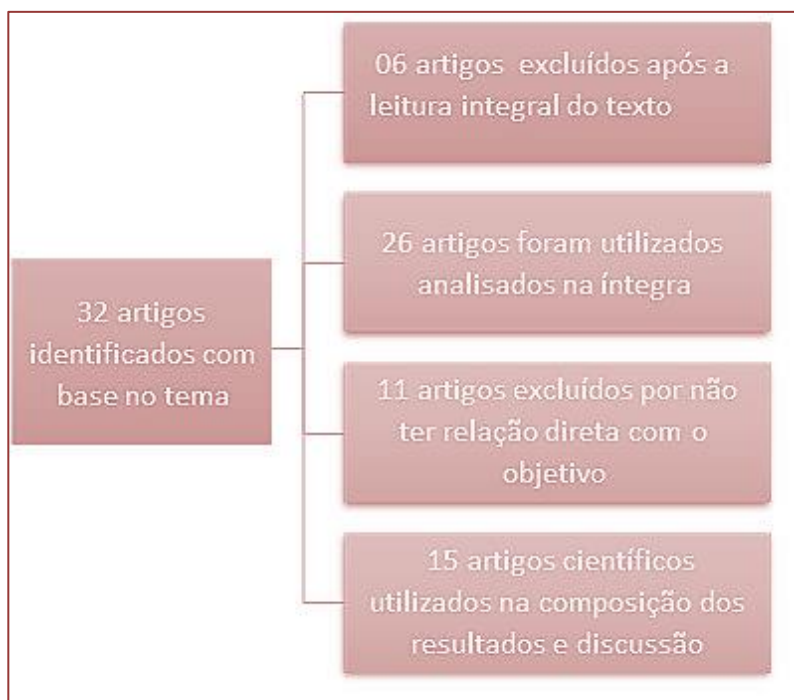 06 artigos excluídos após a
leitura integral do texto
26 artigos foram utilizados
analisados na íntegra
32 artigos
identificados com
base no tema
11 artigos excluídos por não
ter relação direta com o
objetivo
15 artigos científicos
utilizados na composição dos
resultados e discussão